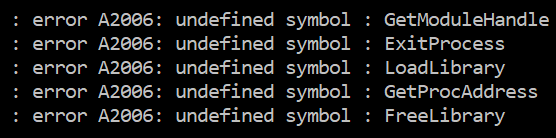 : error A2006: undefined symbol : GetModuleHandle
: error A2006: undefined symbol : ExitProcess
: error A2006: undefined symbol : LoadLibrary
: error A2006: undefined symbol : GetProcAddress
: error A2006: undefined symbol : FreeLibrary